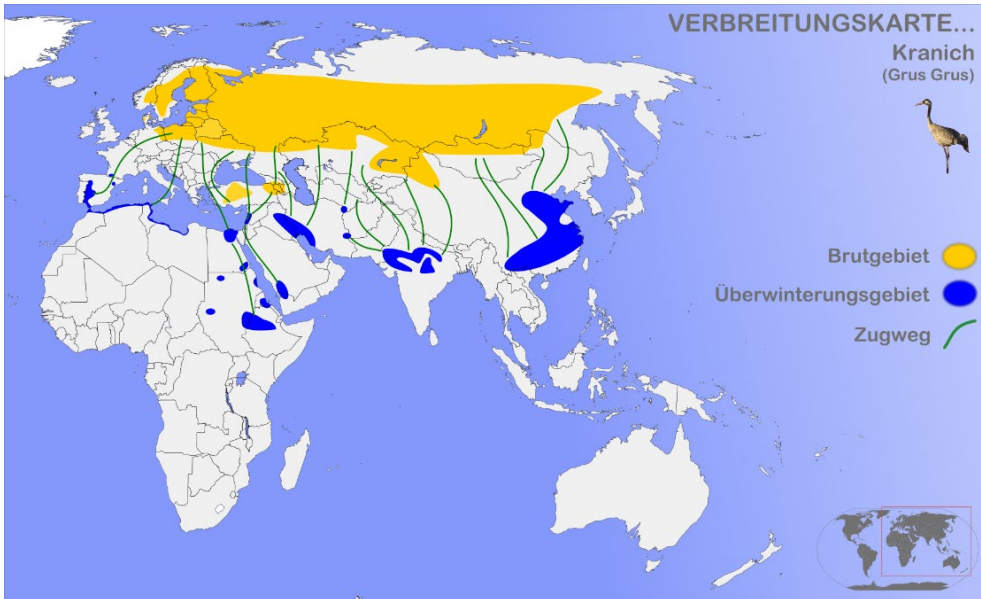 VERBREITUNGSKARTE...
Kranich
(Grus Grus)
Brutgebiet
Überwinterungsgebiet
Zugweg